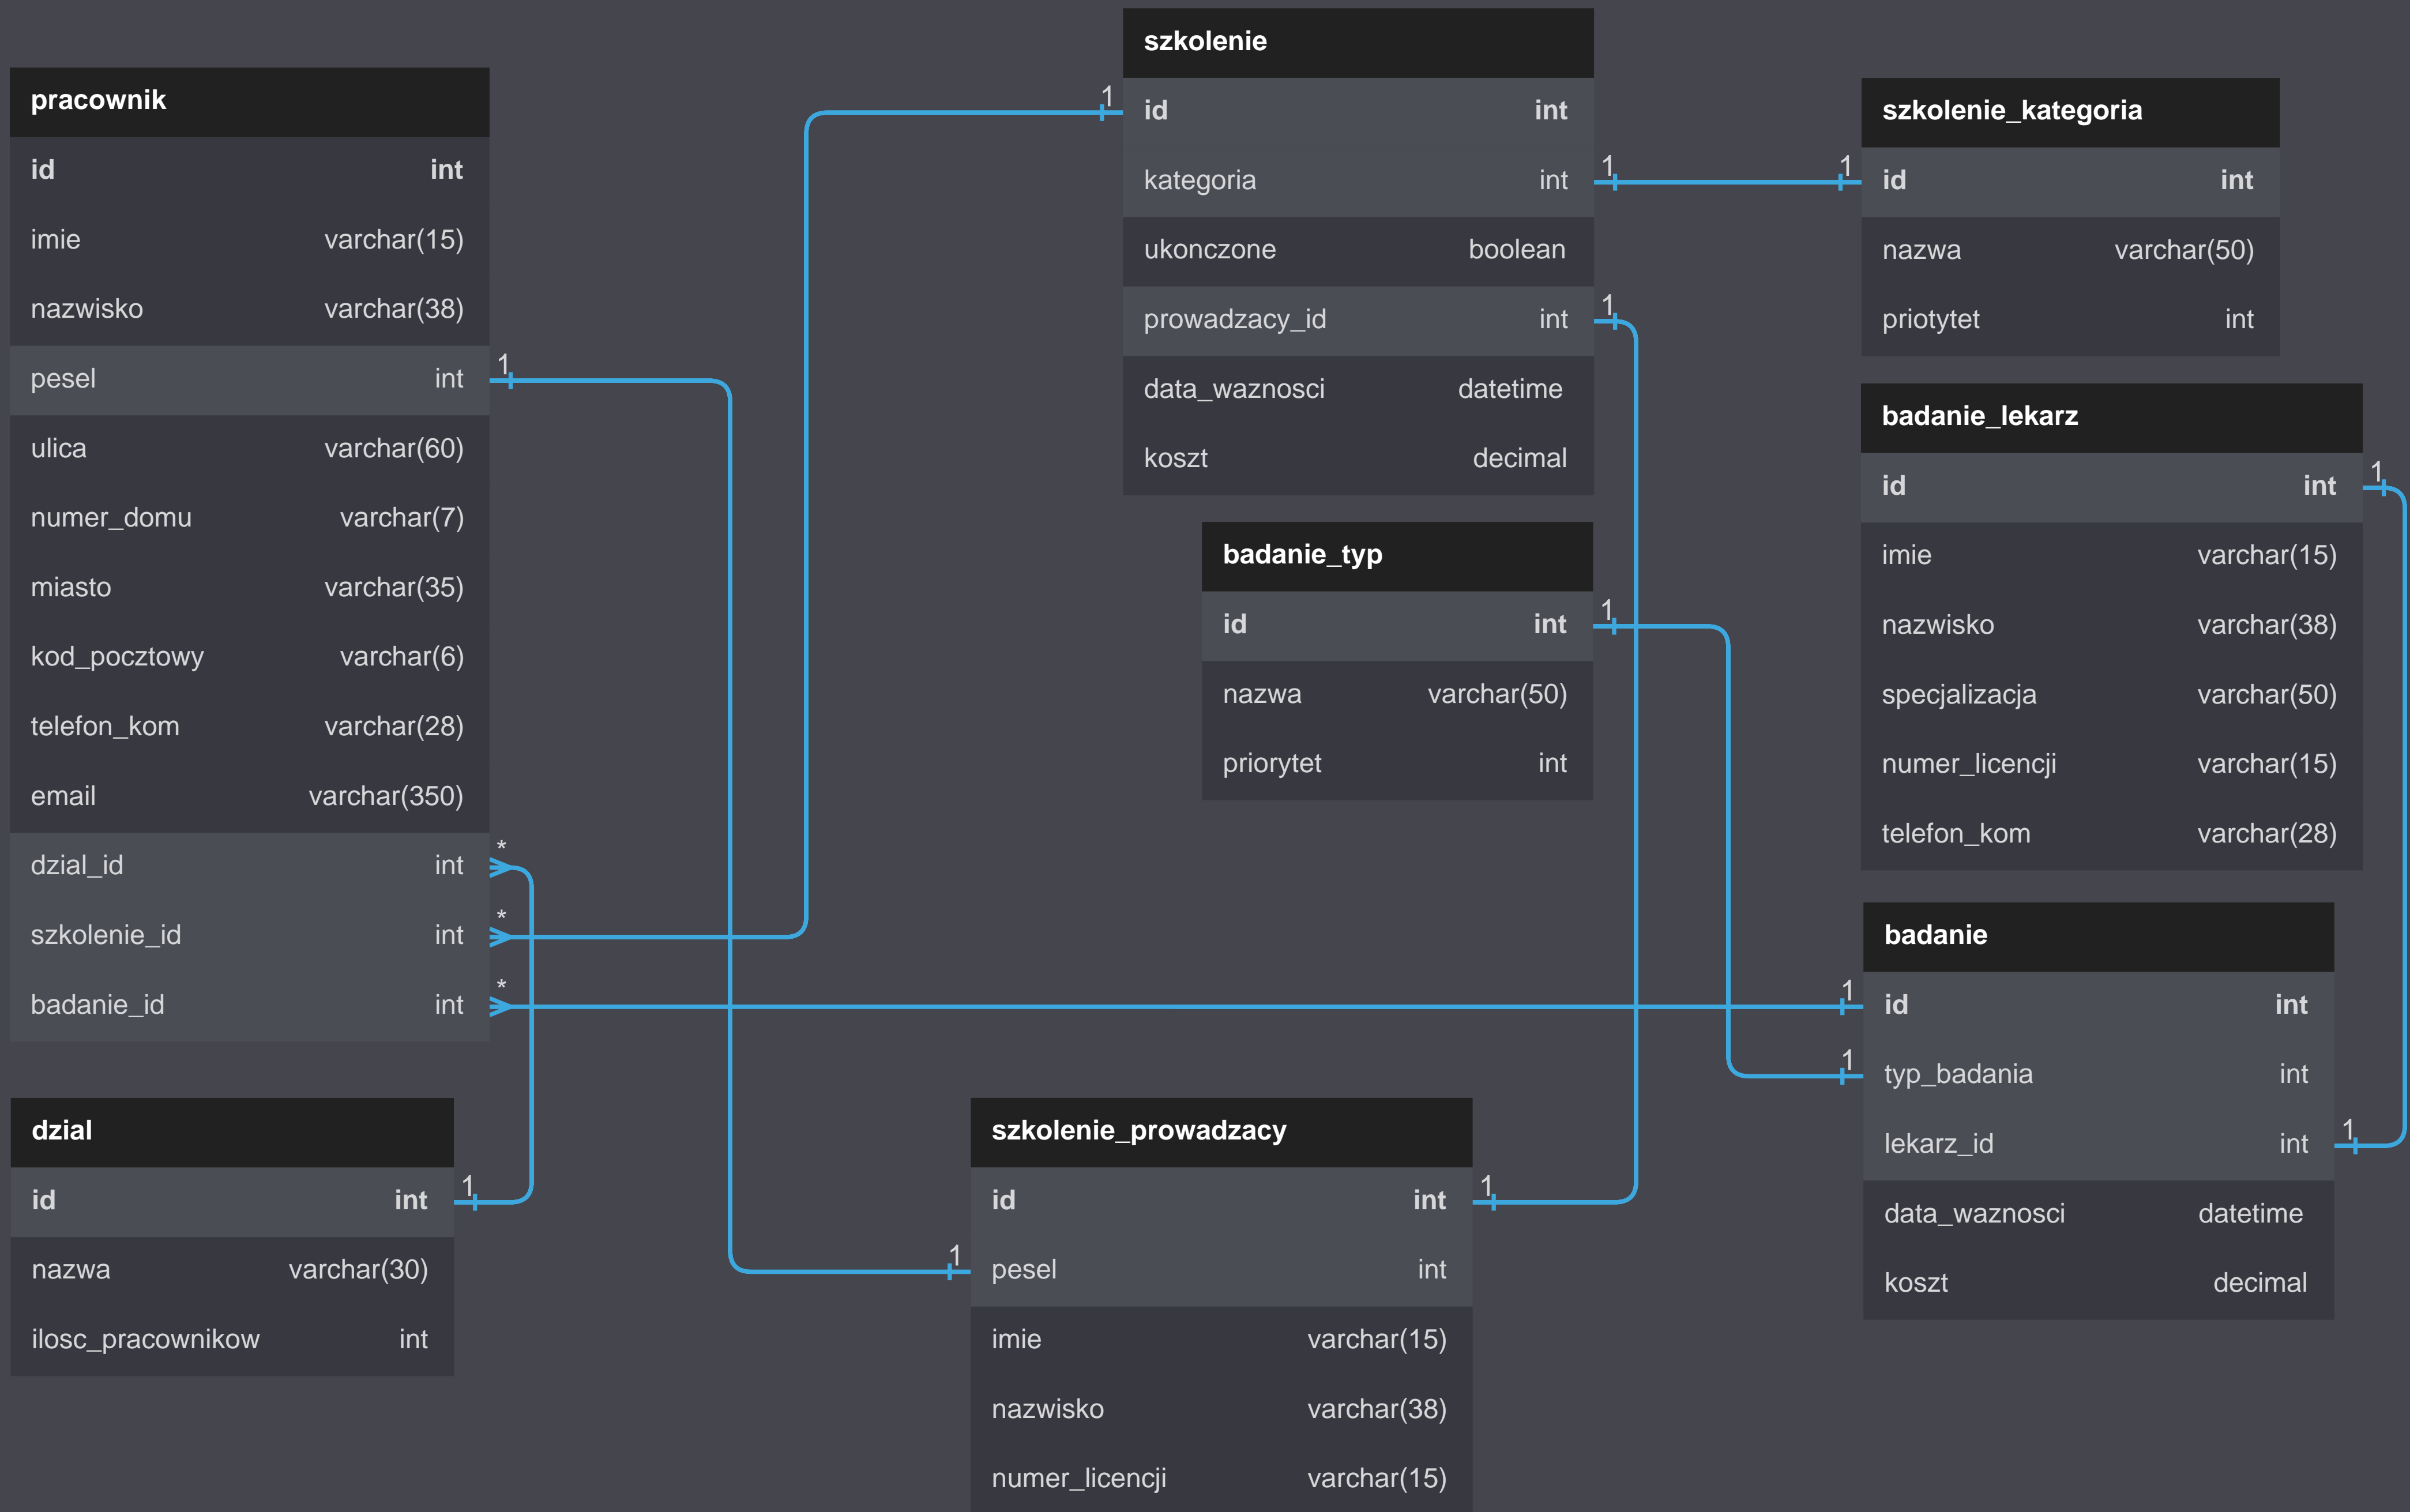 pracownik
id int
imie varchar(15)
nazwisko varchar(38)
pesel int
1
ulica varchar(60)
numer_domu varchar(7)
miasto varchar(35)
kod_pocztowy varchar(6)
telefon_kom varchar(28)
email varchar(350)
dzial_id int
*
szkolenie_id int
*
badanie_id int
*
dzial
id int
1
nazwa varchar(30)
ilosc_pracownikow int
szkolenie
1
id int
kategoria int
1
ukonczone boolean
prowadzacy_id int
1
data_waznosci datetime
koszt decimal
badanie_typ
id int
1
nazwa varchar(50)
priorytet int
szkolenie_prowadzacy
id int
1
1
pesel int
imie varchar(15)
nazwisko varchar(38)
numer_licencji varchar(15)
szkolenie_kategoria
1
id int
nazwa varchar(50)
priotytet int
badanie_lekarz
id int
1
imie varchar(15)
nazwisko varchar(38)
specjalizacja varchar(50)
numer_licencji varchar(15)
telefon_kom varchar(28)
badanie
1
id int
1
typ_badania int
lekarz_id int
1
data_waznosci datetime
koszt decimal